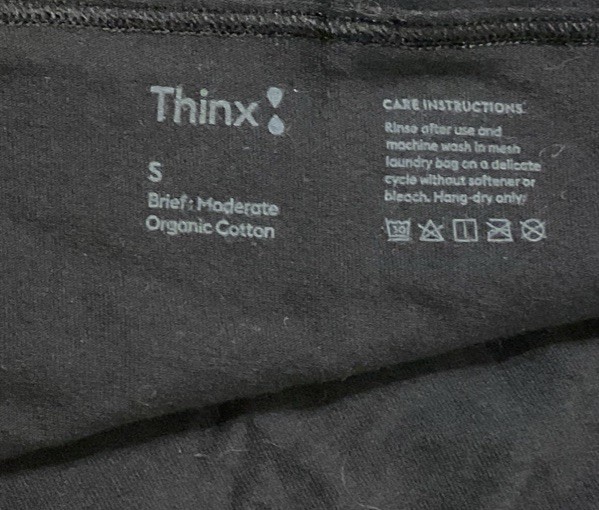 Thinx
S
Brief: Moderate
Organic Cotton
CARE INSTRUCTIONS
Rinse after use and
machine wash in mesh
laundry bag on a delicate
cycle without softener or
bleach. Hang-dry only.
30